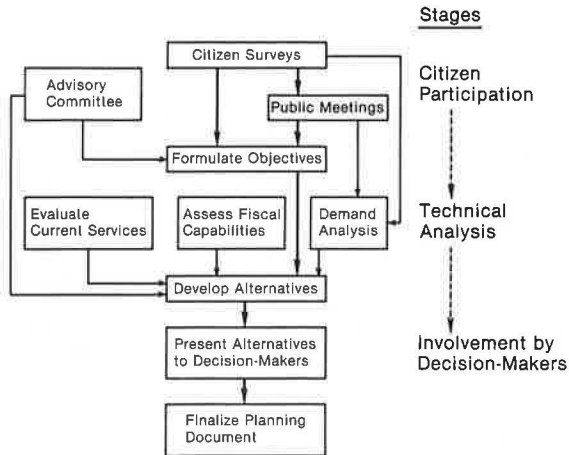 Stages
Citizen Surveys
Advisory
Committee
Citizen
Participation
Public Meetings
Formulate Objectives
Evaluate
Current Services
Assess Fiscal
Capabilities
Demand
Analysis
Technical
Analysis
Develop Alternatives
Present Alternatives
to Decision-Makers
Involvement by
Decision-Makers
Finalize Planning
Document